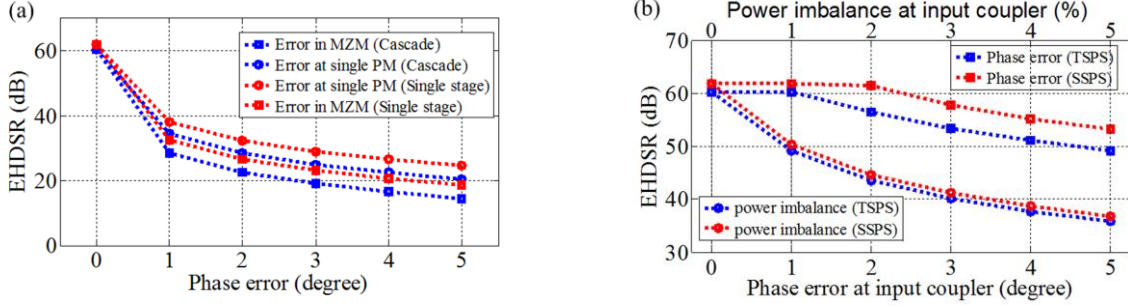 (a)
EHDSR (dB)
60
40
20
0
Error in MZM (Cascade)
Error at single PM (Cascade)
Error at single PM (Single stage)
Error in MZM (Single stage)
0 1 2 3 4 5
Phase error (degree)
(b)
Power imbalance at input coupler (%)
0 1 2 3 4 5
EHDSR (dB)
70
60
50
40
30
Phase error (TSPS)
Phase error (SSPS)
power imbalance (TSPS)
power imbalance (SSPS)
0 1 2 3 4 5
Phase error at input coupler (degree)